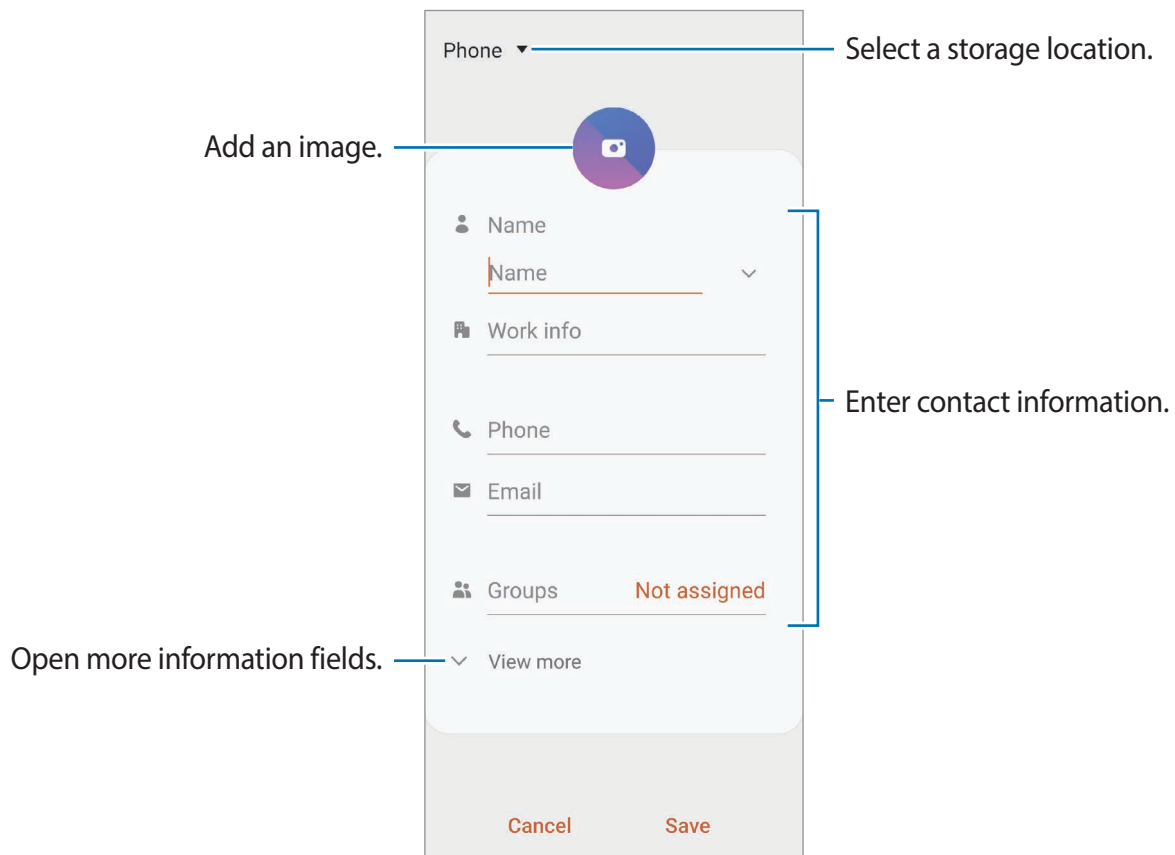 Phone
Select a storage location.
Add an image.
Name
Name
Work info
Enter contact information.
Phone
Email
Groups Not assigned
Open more information fields.
View more
Cancel Save